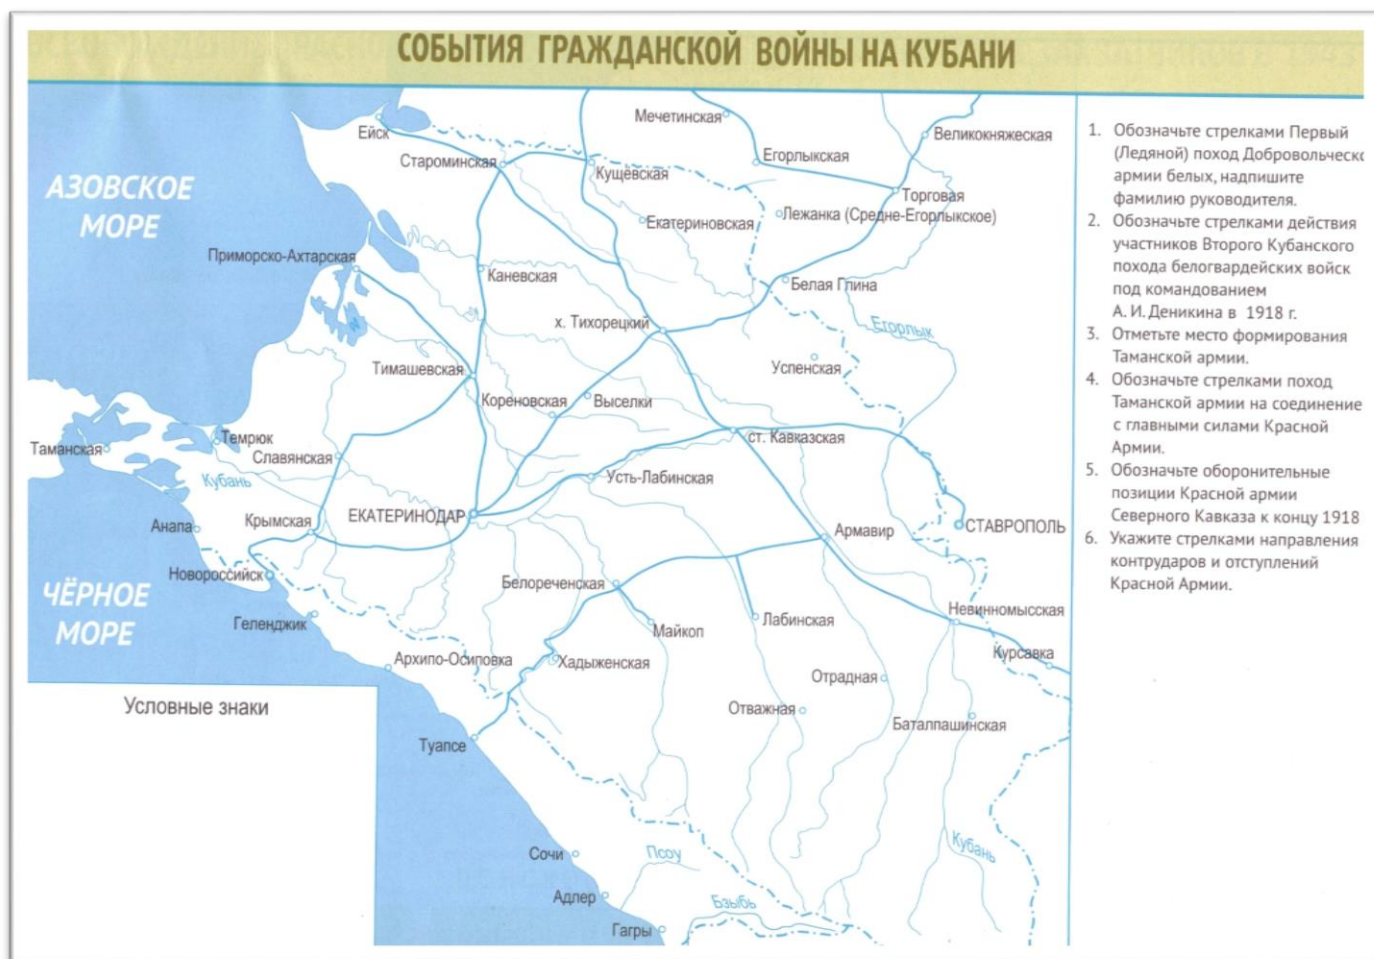 СОБЫТИЯ ГРАЖДАНСКОЙ ВОЙНЫ НА КУБАНИ
Ейск
Староминская
Кущёвская
Мечетинская
Егорлыкская
Великокняжеская
Торговая
Лежанка (Средне-Егорлыкское)
Екатериновская
АЗОВСКОЕ
МОРЕ
Приморско-Ахтарская
Каневская
Белая Глина
х. Тихорецкий
Егорлык
Тимашевская
Успенская
Кореновская
Выселки
ст. Кавказская
Таманская
Темрюк
Славянская
Кубань
Усть-Лабинская
Анапа
Крымская
ЕКАТЕРИНОДАР
Армавир
СТАВРОПОЛЬ
Новороссийск
Белореченская
ЧЁРНОЕ
МОРЕ
Геленджик
Майкоп
Лабинская
Невинномысская
Курсавка
Архипо-Осиповка
Хадыженская
Отрадная
Отважная
Баталпашинская
Туапсе
Условные знаки
Сочи
Псоу
Кубань
Адлер
Бзыбь
Гагры
1. Обозначьте стрелками Первый
(Ледяной) поход Добровольческо
армии белых, надпишите
фамилию руководителя.
2. Обозначьте стрелками действия
участников Второго Кубанского
похода белогвардейских войск
под командованием
А. И. Деникина в 1918 г.
3. Отметьте место формирования
Таманской армии.
4. Обозначьте стрелками поход
Таманской армии на соединение
с главными силами Красной
Армии.
5. Обозначьте оборонительные
позиции Красной армии
Северного Кавказа к концу 1918
6. Укажите стрелками направления
контрударов и отступлений
Красной Армии.